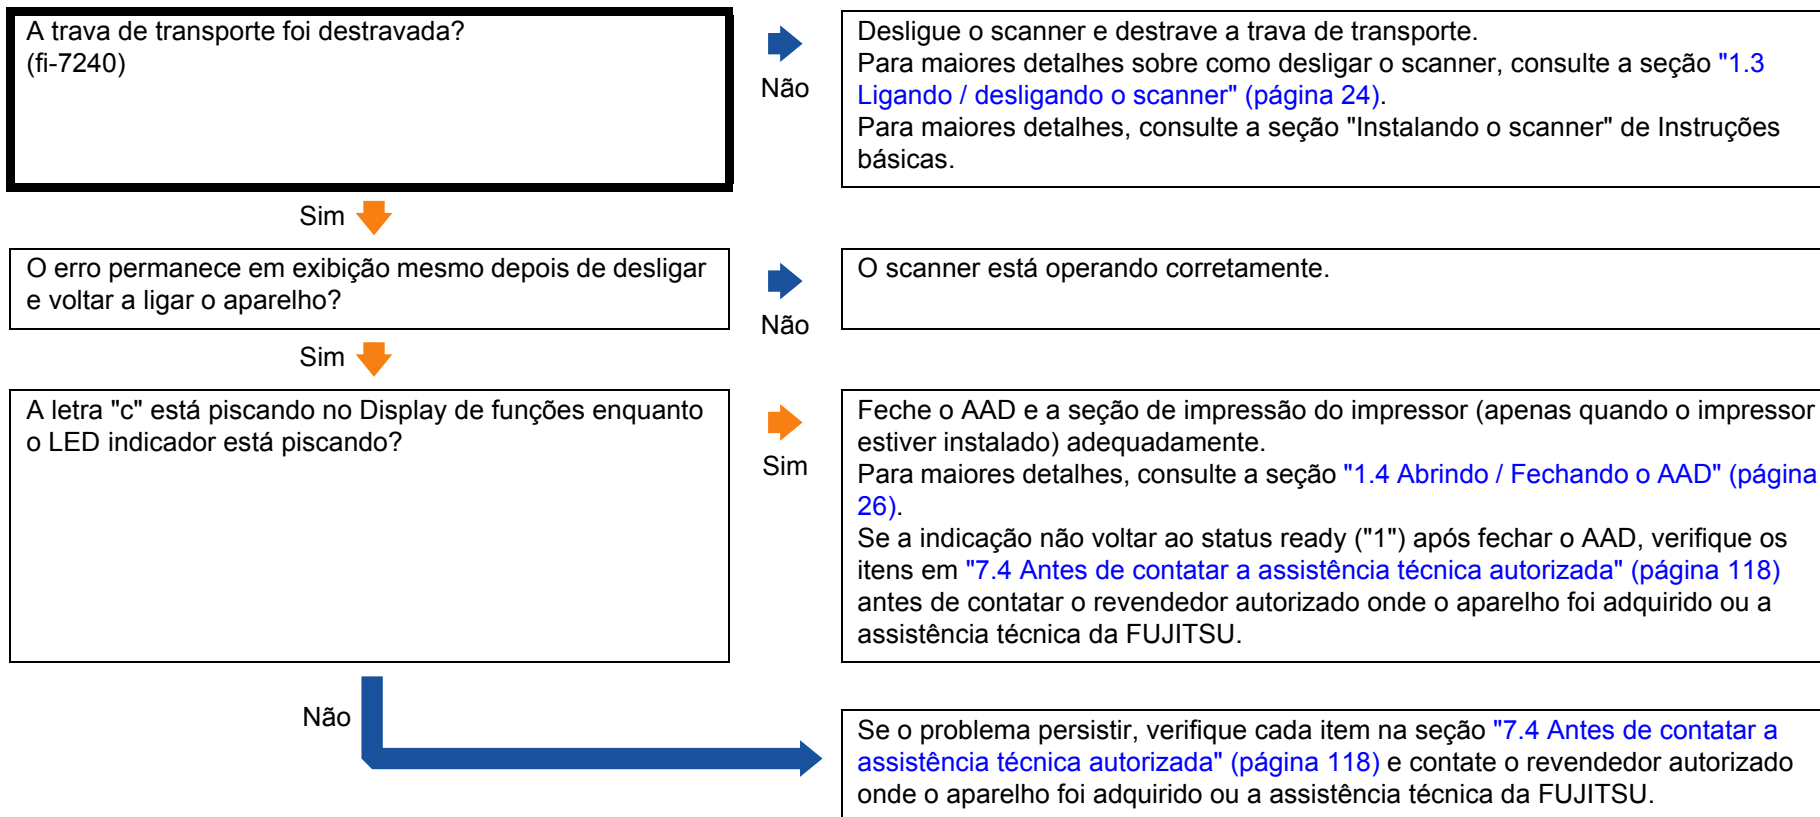 A trava de transporte foi destravada?
(fi-7240)
Não
Desligue o scanner e destrave a trava de transporte.
Para maiores detalhes sobre como desligar o scanner, consulte a seção "1.3
Ligando / desligando o scanner" (página 24).
Para maiores detalhes, consulte a seção "Instalando o scanner" de Instruções
básicas.
Sim
O erro permanece em exibição mesmo depois de desligar
e voltar a ligar o aparelho?
Não
O scanner está operando corretamente.
Sim
A letra "c" está piscando no Display de funções enquanto
o LED indicador está piscando?
Sim
Feche o AAD e a seção de impressão do impressor (apenas quando o impressor
estiver instalado) adequadamente.
Para maiores detalhes, consulte a seção "1.4 Abrindo / Fechando o AAD" (página
26).
Se a indicação não voltar ao status ready ("1") após fechar o AAD, verifique os
itens em "7.4 Antes de contatar a assistência técnica autorizada" (página 118)
antes de contatar o revendedor autorizado onde o aparelho foi adquirido ou a
assistência técnica da FUJITSU.
Não
Se o problema persistir, verifique cada item na seção "7.4 Antes de contatar a
assistência técnica autorizada" (página 118) e contate o revendedor autorizado
onde o aparelho foi adquirido ou a assistência técnica da FUJITSU.